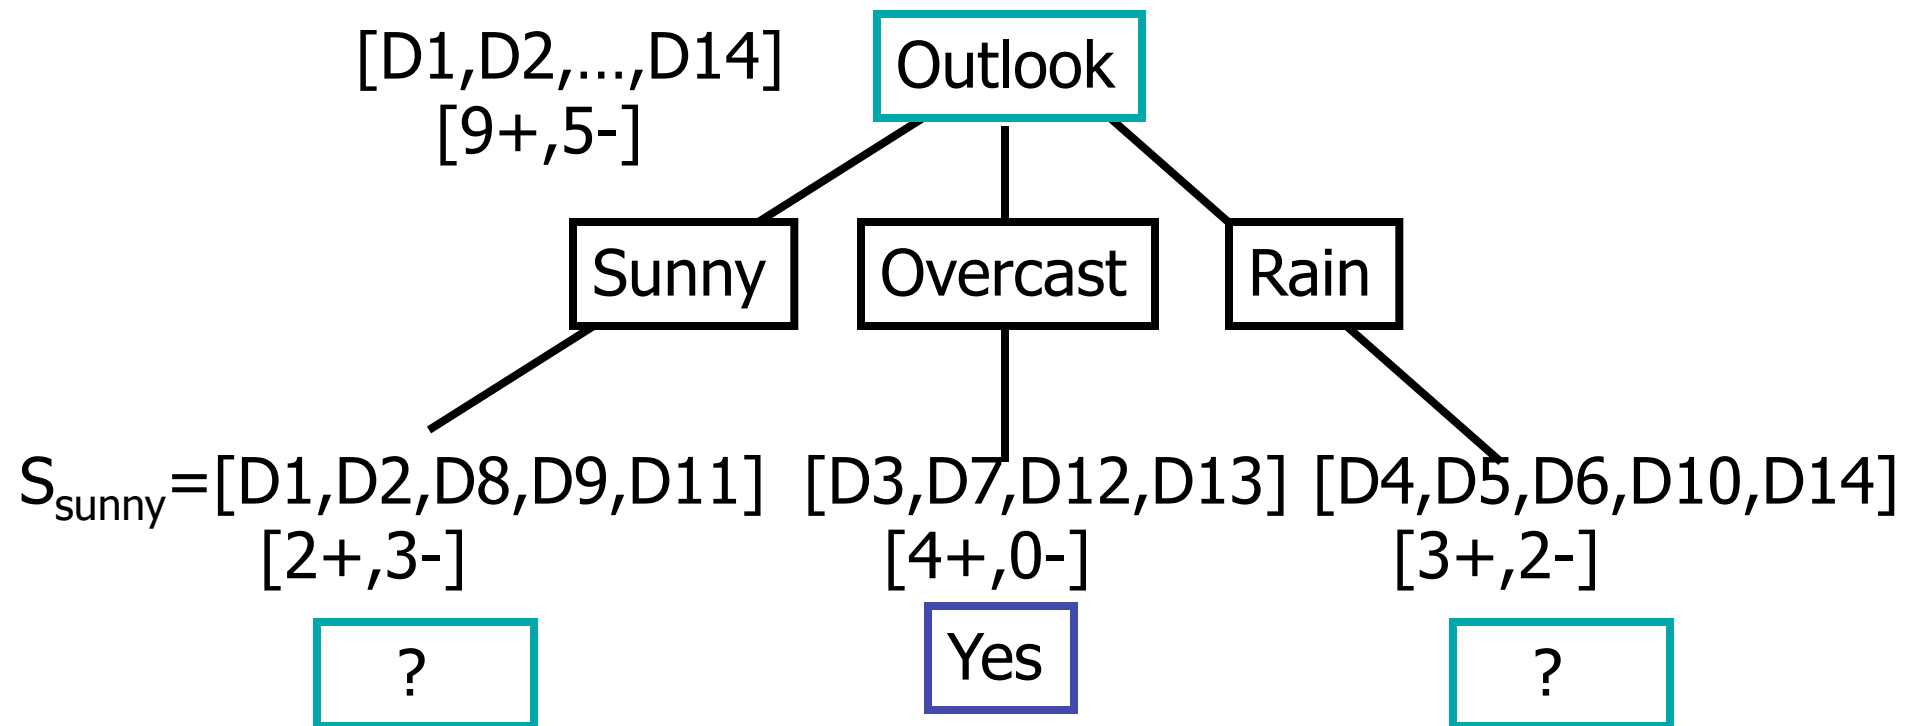 [D1,D2,…,D14]
[9+,5-]
Outlook
Sunny
Overcast
Rain
Ssunny=[D1,D2,D8,D9,D11]
[2+,3-]
[D3,D7,D12,D13]
[4+,0-]
[D4,D5,D6,D10,D14]
[3+,2-]
?
Yes
?